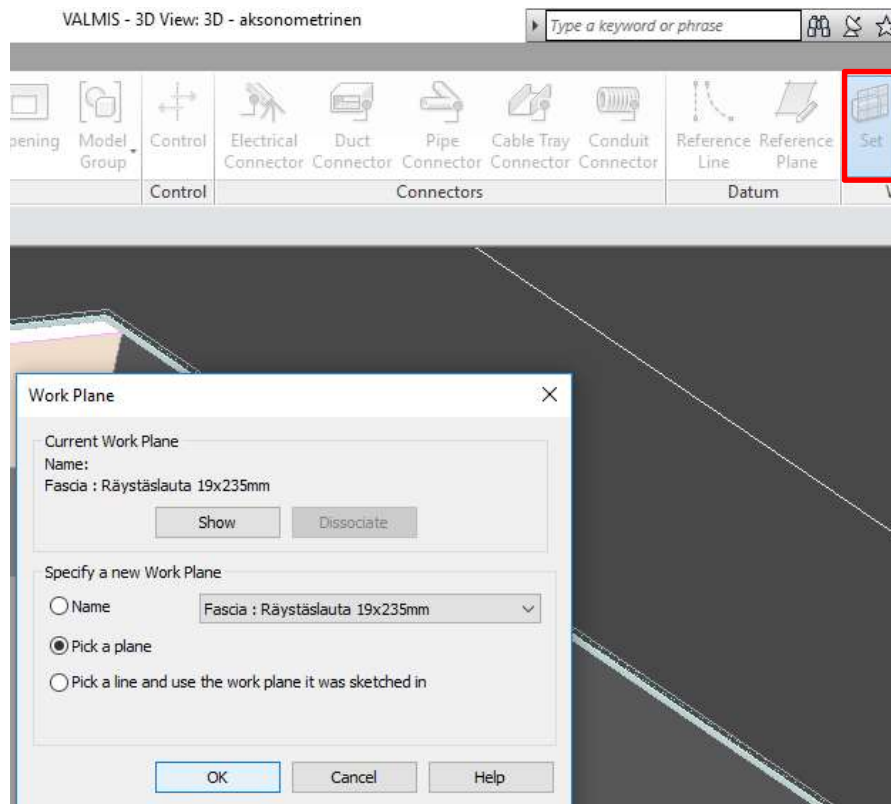 VALMIS - 3D View: 3D - aksonometrinen
Type a keyword or phrase
Model Control Electrical Duct Pipe Cable Tray Conduit Reference Reference Set
Group Connector Connector Connector Connector Connector Line Plane
Control Connectors Datum
Work Plane
Current Work Plane
Name:
Fascia : Räystäslauta 19x235mm
Show Dissociate
Specify a new Work Plane
Name Fascia : Räystäslauta 19x235mm
Pick a plane
Pick a line and use the work plane it was sketched in
OK Cancel Help